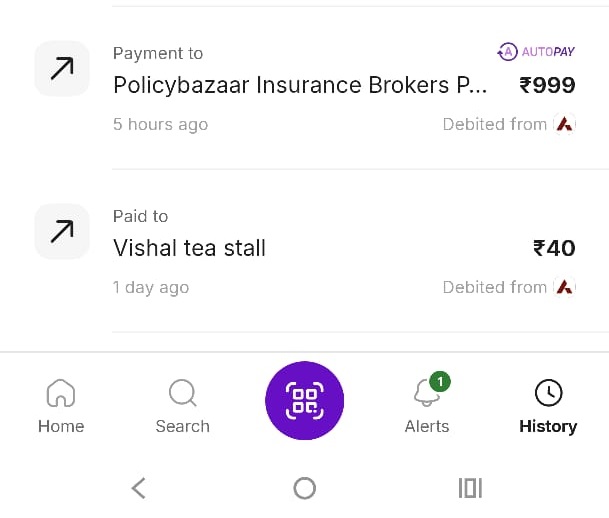 Payment to
A AUTOPAY
Policybazaar Insurance Brokers P... ₹999
5 hours ago Debited from
Paid to
Vishal tea stall ₹40
1 day ago Debited from
1
Home Search Alerts History